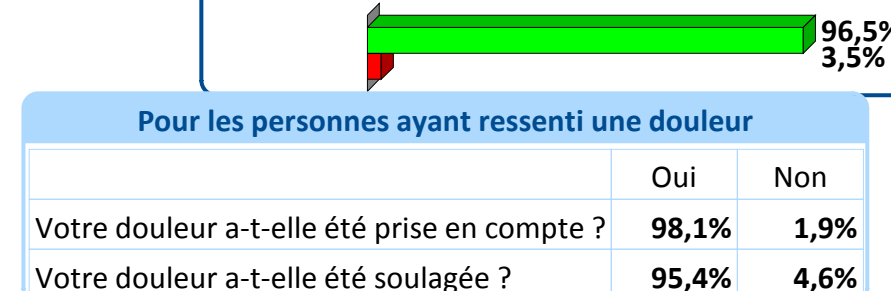 96,5%
3,5%
Pour les personnes ayant ressenti une douleur
Oui Non
Votre douleur a-t-elle été prise en compte ? 98,1% 1,9%
Votre douleur a-t-elle été soulagée ? 95,4% 4,6%